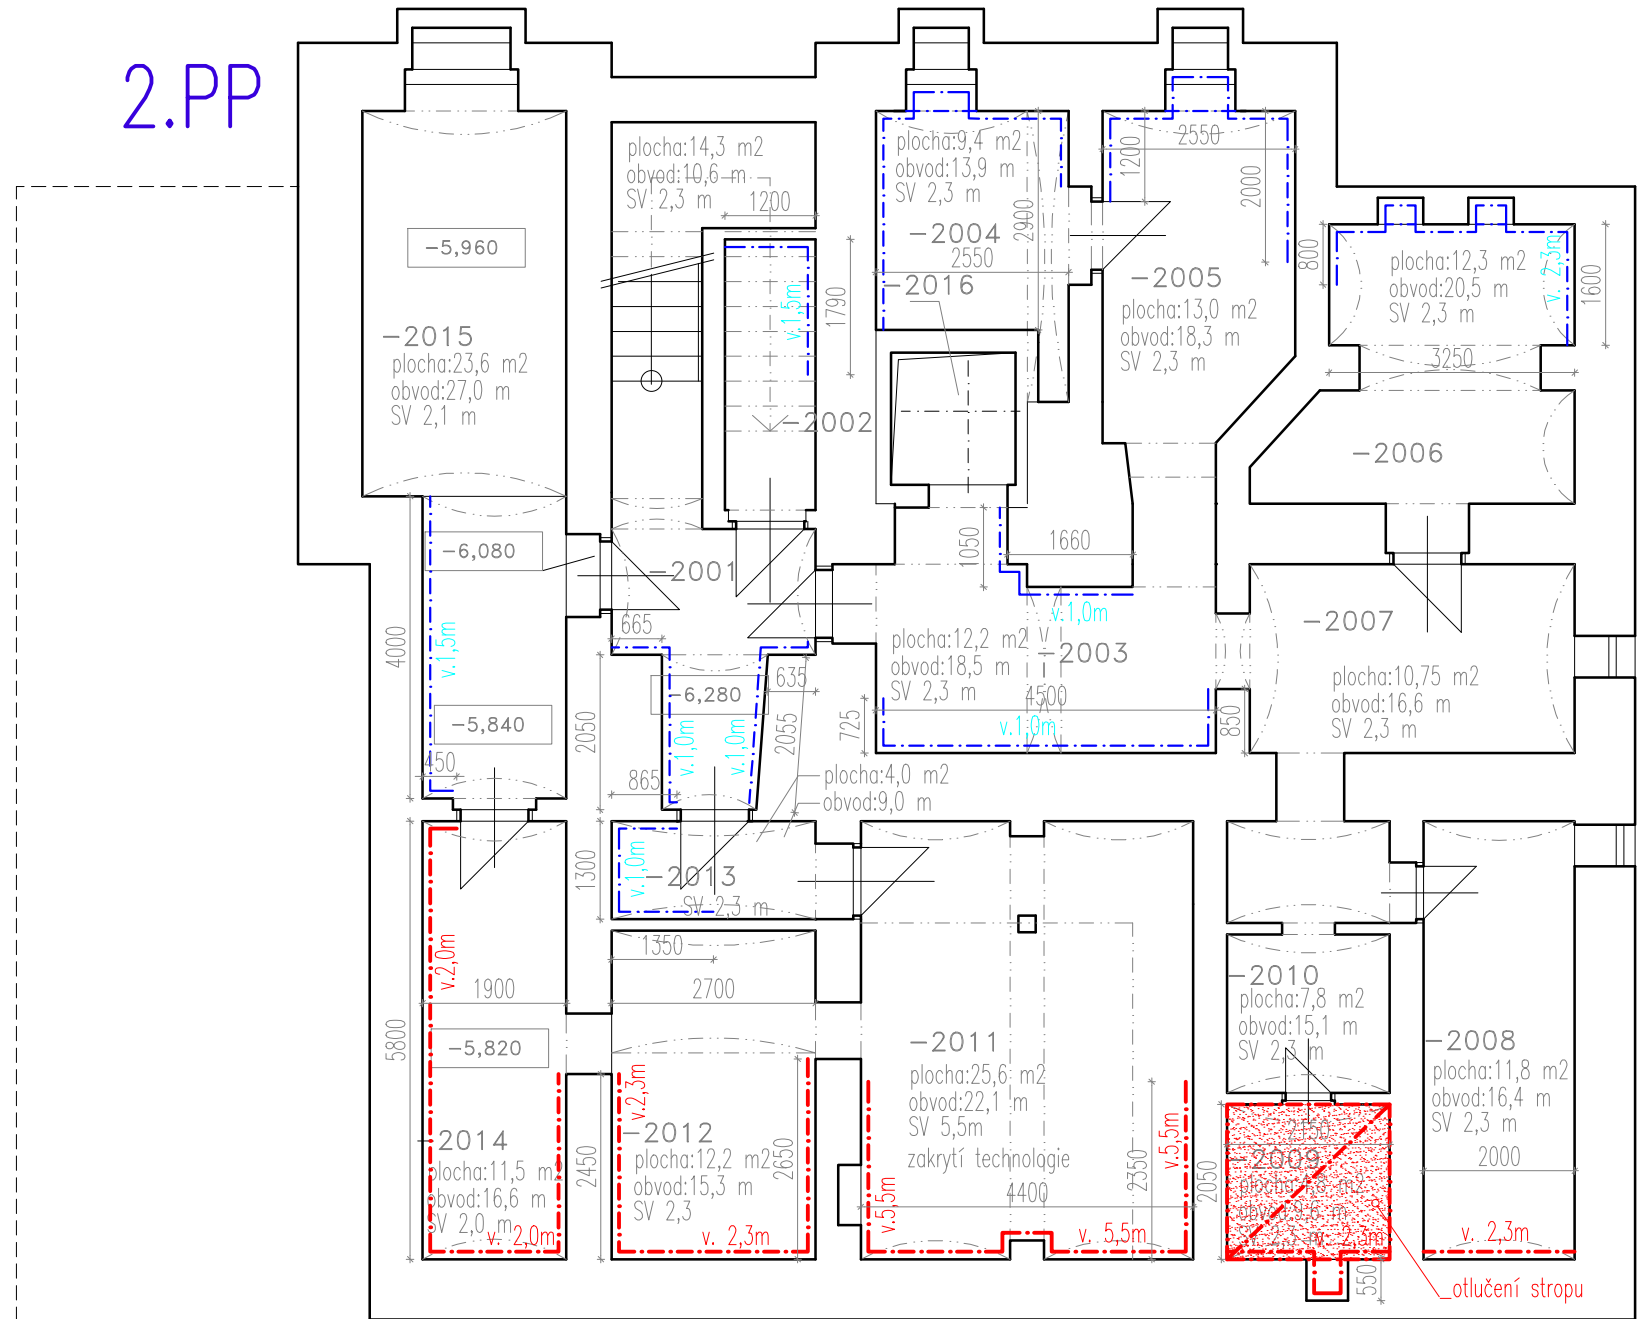 2.PP
plocha:14,3 m2
obvod:10,6 m
SV 2,3 m
1200
-5,960
1790
v.1,5m
-2015
plocha:23,6 m2
obvod:27,0 m
SV 2,1 m
-2002
plocha:9,4 m2
obvod:13,9 m
SV 2,3 m
-2004
2550
2900
-2016
1200
2550
2000
-2005
plocha:13,0 m2
obvod:18,3 m
SV 2,3 m
800
plocha:12,3 m2
obvod:20,5 m
SV 2,3 m
v. 2,3m
1600
3250
-2006
-6,080
-2001
665
4000
v.1,5m
-5,840
450
-6,280
635
2050
2055
v.1,0m
v.1,0m
865
plocha:4,0 m2
obvod:9,0 m
1050
1660
v.1,0m
plocha:12,2 m2
obvod:18,5 m
SV 2,3 m
-2003
4500
v.1,0m
725
850
-2007
plocha:10,75 m2
obvod:16,6 m
SV 2,3 m
1300
v.1,0m
-2013
SV 2,3 m
1350
2700
v.2,0m
1900
5800
-5,820
-2014
plocha:11,5 m2
obvod:16,6 m
SV 2,0 m
v. 2,0m
2450
v.2,3m
-2012
plocha:12,2 m2
obvod:15,3 m
SV 2,3
2650
v. 2,3m
-2011
plocha:25,6 m2
obvod:22,1 m
SV 5,5m
zakrytí technologie
4400
2350
v.5,5m
v.5,5m
v. 5,5m
-2010
plocha:7,8 m2
obvod:15,1 m
SV 2,3 m
2150
2050
-2009
v. 2,3m
550
otlučení stropu
-2008
plocha:11,8 m2
obvod:16,4 m
SV 2,3 m
2000
v. 2,3m